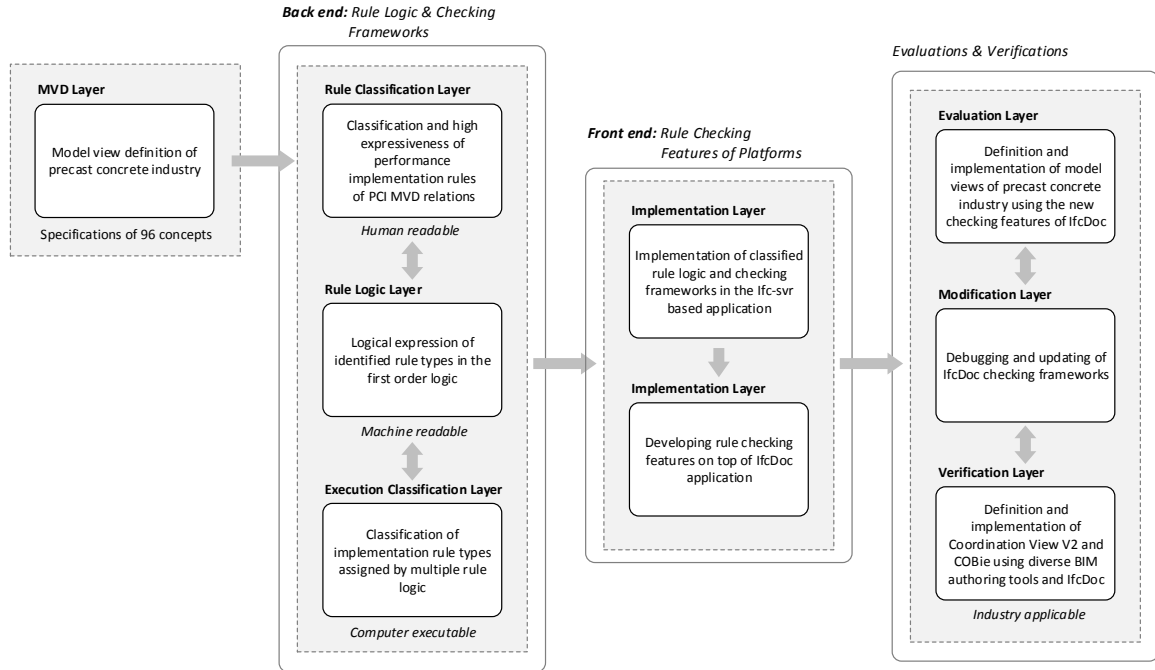 MVD Layer
Model view definition of
precast concrete industry
Specifications of 96 concepts
Back end: Rule Logic & Checking
Frameworks
Rule Classification Layer
Classification and high
expressiveness of
performance
implementation rules
of PCI MVD relations
Human readable
Rule Logic Layer
Logical expression of
identified rule types in the
first order logic
Machine readable
Execution Classification Layer
Classification of
implementation rule types
assigned by multiple rule
logic
Computer executable
Front end: Rule Checking
Features of Platforms
Implementation Layer
Implementation of classified
rule logic and checking
frameworks in the Ifc-svr
based application
Implementation Layer
Developing rule checking
features on top of IfcDoc
application
Evaluations & Verifications
Evaluation Layer
Definition and
implementation of model
views of precast concrete
industry using the new
checking features of IfcDoc
Modification Layer
Debugging and updating of
IfcDoc checking frameworks
Verification Layer
Definition and
implementation of
Coordination View V2 and
COBie using diverse BIM
authoring tools and IfcDoc
Industry applicable